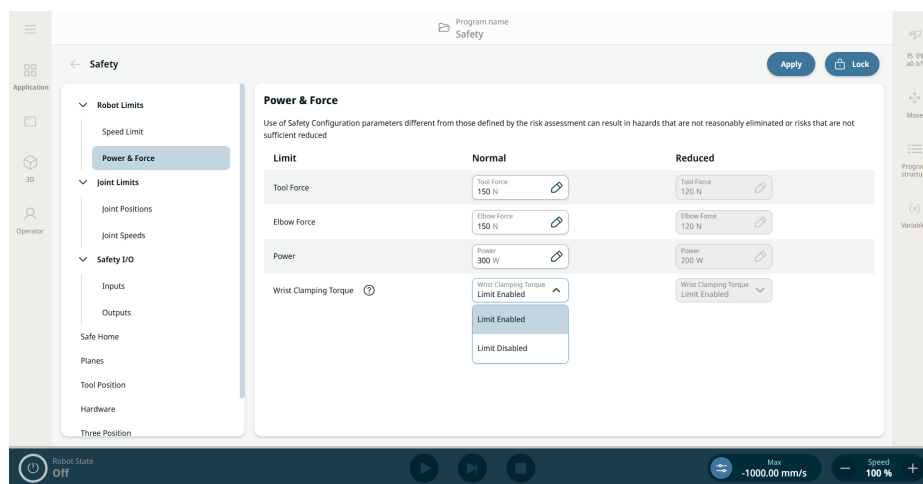 Program name
Safety
Safety
Apply
Lock
Application
3D
Operator
Robot Limits
Speed Limit
Power & Force
Joint Limits
Joint Positions
Joint Speeds
Safety I/O
Inputs
Outputs
Safe Home
Planes
Tool Position
Hardware
Three Position
Power & Force
Use of Safety Configuration parameters different from those defined by the risk assessment can result in hazards that are not reasonably eliminated or risks that are not
sufficient reduced
Limit Normal Reduced
Tool Force
Tool Force
150 N
Tool Force
120 N
Elbow Force
Elbow Force
150 N
Elbow Force
120 N
Power
Power
300 W
Power
200 W
Wrist Clamping Torque
Wrist Clamping Torque
Limit Enabled
Wrist Clamping Torque
Limit Enabled
Limit Enabled
Limit Disabled
f5 09
a0 b1
Move
Progra
structu
Variabl
Robot State
Off
Max
-1000.00 mm/s
Speed
100 %